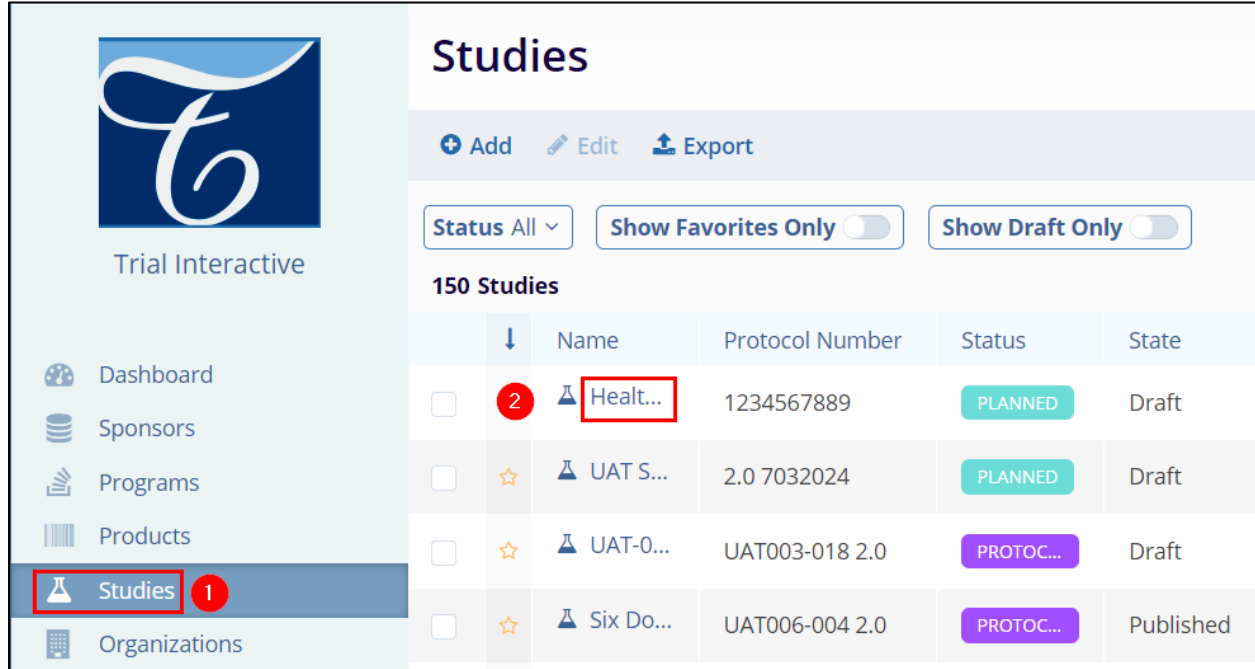 Trial Interactive
Dashboard
Sponsors
Programs
Products
Studies 1
Organizations
Studies
Add Edit Export
Status All Show Favorites Only Show Draft Only
150 Studies
Name Protocol Number Status State
2 Healt... 1234567889 PLANNED Draft
UAT S... 2.0 7032024 PLANNED Draft
UAT-0... UAT003-018 2.0 PROTOC... Draft
Six Do... UAT006-004 2.0 PROTOC... Published